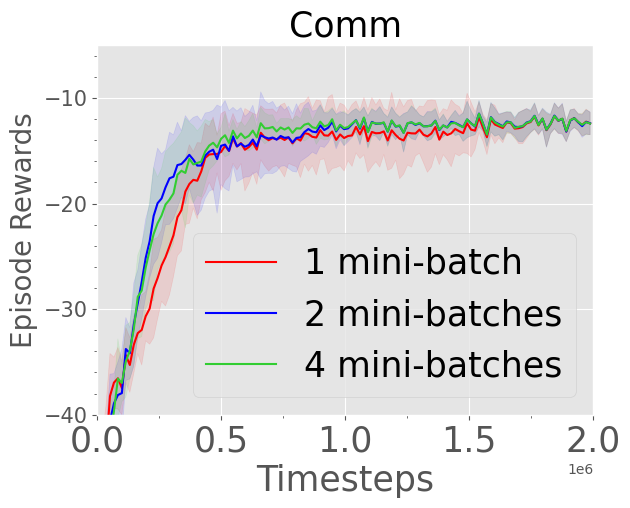 Comm
Episode Rewards
−10
−20
−30
−40
1 mini-batch
2 mini-batches
4 mini-batches
0.0 0.5 1.0 1.5 2.0
1e6
Timesteps